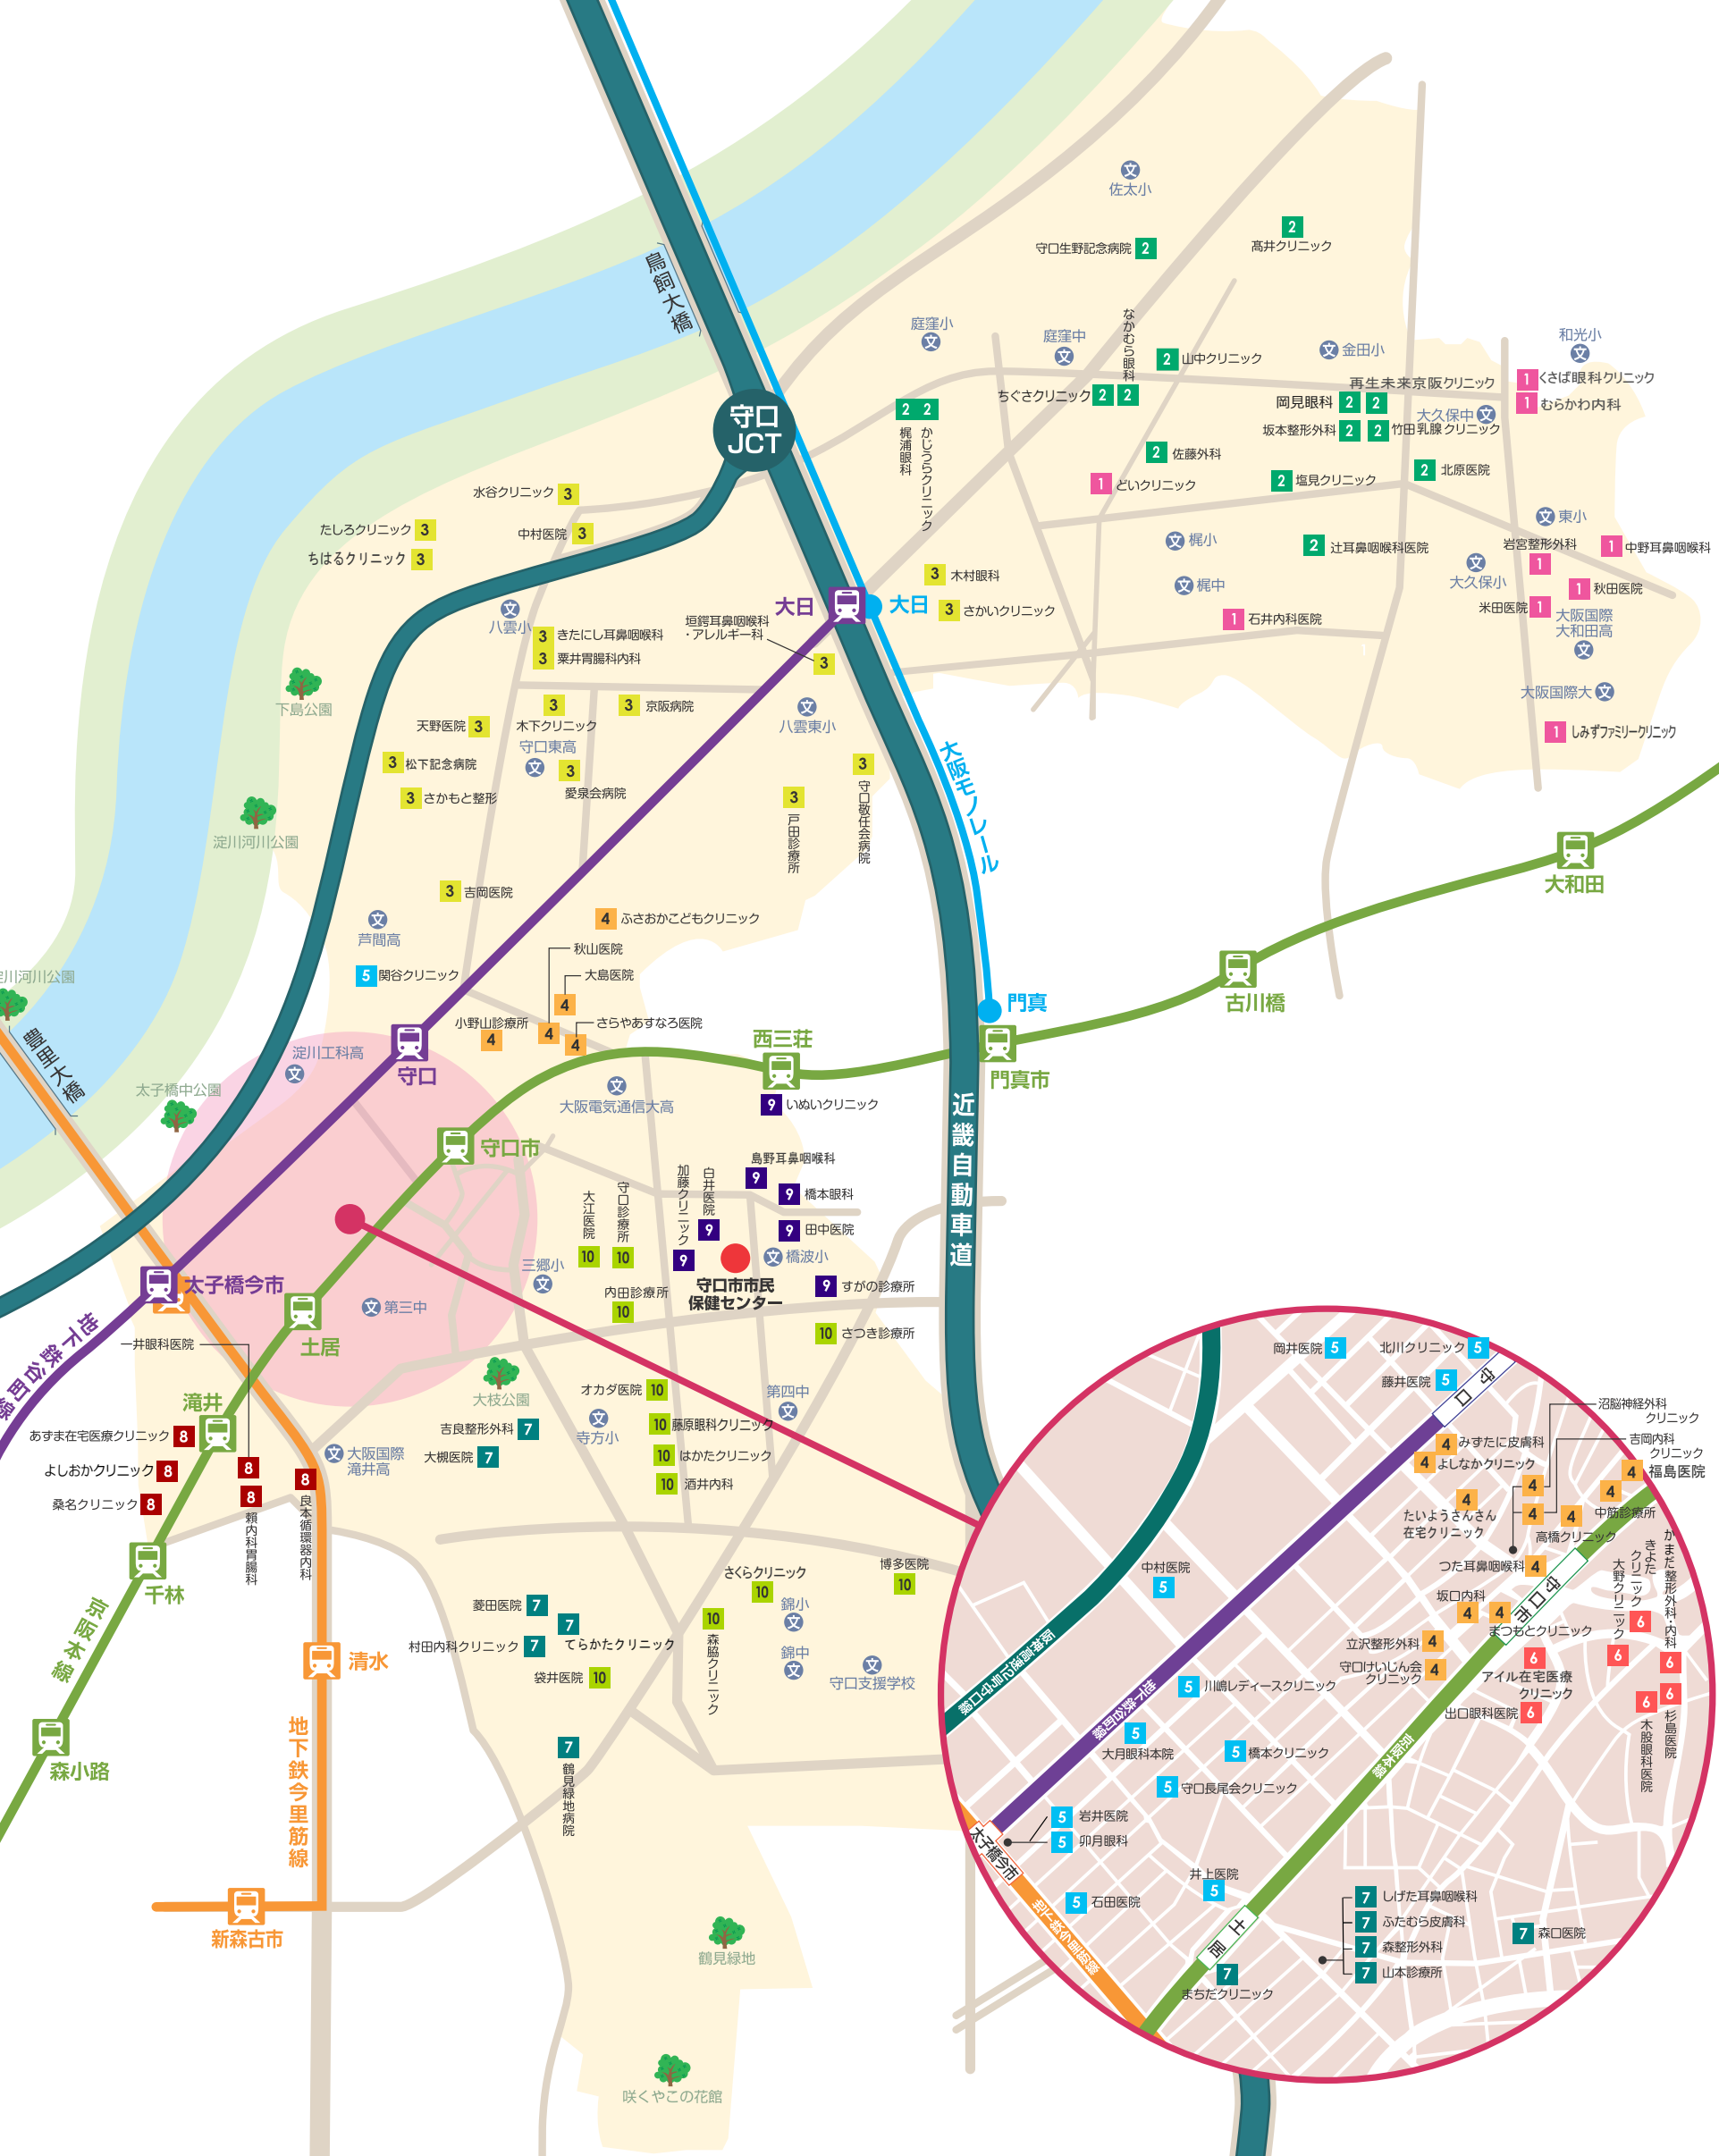 佐太小
守口生野記念病院 2
2
髙井クリニック
鳥飼大橋
庭窪小
庭窪中
なかむら眼科
2 山中クリニック
金田小
和光小
再生未来京阪クリニック
1 くさば眼科クリニック
ちぐさクリニック 2 2
岡見眼科 2 2
1 むらかわ内科
大久保中
守口
JCT
2 2
梶浦眼科
かじうらクリニック
坂本整形外科 2
2 竹田乳腺クリニック
2 佐藤外科
2 北原医院
1 どいクリニック
2 塩見クリニック
水谷クリニック 3
たしろクリニック 3
中村医院 3
ちはるクリニック 3
東小
梶小
2 辻耳鼻咽喉科医院
岩宮整形外科
1
1 中野耳鼻咽喉科
大久保小
3 木村眼科
梶中
1 秋田医院
大日
大日
3 さかいクリニック
米田医院 1
1 石井内科医院
大阪国際
大和田高
八雲小
3 きたにし耳鼻咽喉科
3 粟井胃腸科内科
垣鍔耳鼻咽喉科
・アレルギー科
3
1
下島公園
大阪国際大
3
木下クリニック
3 京阪病院
天野医院 3
八雲東小
1 しみずファミリークリニック
守口東高
3 松下記念病院
3
愛泉会病院
3
守口敬任会病院
大阪モノレール
3 さかもと整形
3
戸田診療所
淀川河川公園
大和田
3 吉岡医院
芦間高
4 ふさおかこどもクリニック
秋山医院
5 関谷クリニック
大島医院
4
淀川河川公園
古川橋
門真
小野山診療所
4
4
さらやあすなろ医院
4
豊里大橋
淀川工科高
守口
西三荘
門真市
太子橋中公園
大阪電気通信大高
9 いぬいクリニック
近畿自動車道
守口市
島野耳鼻咽喉科
9
加藤クリニック
9
白井医院
9
9 橋本眼科
大江医院
10
守口診療所
10
9 田中医院
橋波小
三郷小
太子橋今市
守口市市民
保健センター
9 すがの診療所
内田診療所
10
第三中
10 さつき診療所
地下鉄谷町線
一井眼科医院
土居
大枝公園
オカダ医院 10
第四中
滝井
あずま在宅医療クリニック 8
吉良整形外科 7
寺方小
10 藤原眼科クリニック
大阪国際
滝井高
大槻医院 7
10 はかたクリニック
よしおかクリニック 8
8
8
10 酒井内科
桑名クリニック 8
8
頼内科胃腸科
良本循環器内科
千林
京阪本線
さくらクリニック
10
博多医院
10
菱田医院 7
錦小
7
てらかたクリニック
10
森脇クリニック
村田内科クリニック 7
錦中
清水
袋井医院 10
守口支援学校
森小路
地下鉄今里筋線
7
鶴見緑地病院
新森古市
鶴見緑地
咲くやこの花館
岡井医院 5
北川クリニック 5
藤井医院 5
守口
沼脳神経外科
クリニック
4 みずたに皮膚科
吉岡内科
クリニック
4 よしなかクリニック
4 福島医院
4
4
4
中筋診療所
たいようさんさん
在宅クリニック
4
4
高橋クリニック
つた耳鼻咽喉科 4
中村医院
5
守口市
きよた
クリニック
6
かまだ整形外科・内科
6
大野クリニック
6
坂口内科
4
4
まつもとクリニック
阪神高速12号守口線
立沢整形外科 4
守口けいじん会
クリニック
4
6
アイル在宅医療
クリニック
5 川嶋レディースクリニック
地下鉄谷町線
出口眼科医院 6
6
木股眼科医院
6
杉島医院
5
大月眼科本院
5 橋本クリニック
京阪本線
5 守口長尾会クリニック
5 岩井医院
5 卯月眼科
太子橋今市
井上医院
5
5 石田医院
地下鉄今里筋線
7 しげた耳鼻咽喉科
7 ふたむら皮膚科
7 森整形外科
7 山本診療所
7 森口医院
土居
7
まちだクリニック